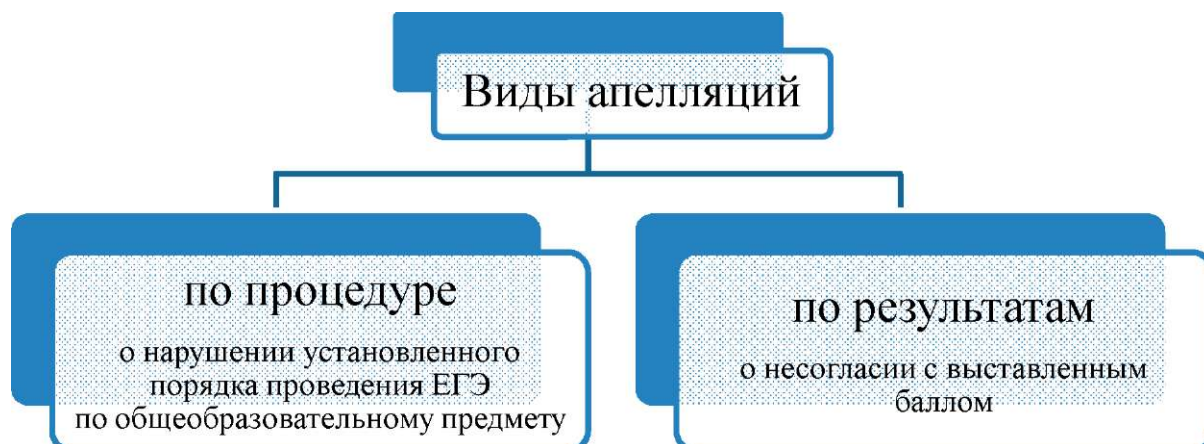 Виды апелляций
по процедуре
о нарушении установленного
порядка проведения ЕГЭ
по общеобразовательному предмету
по результатам
о несогласии с выставленным
баллом